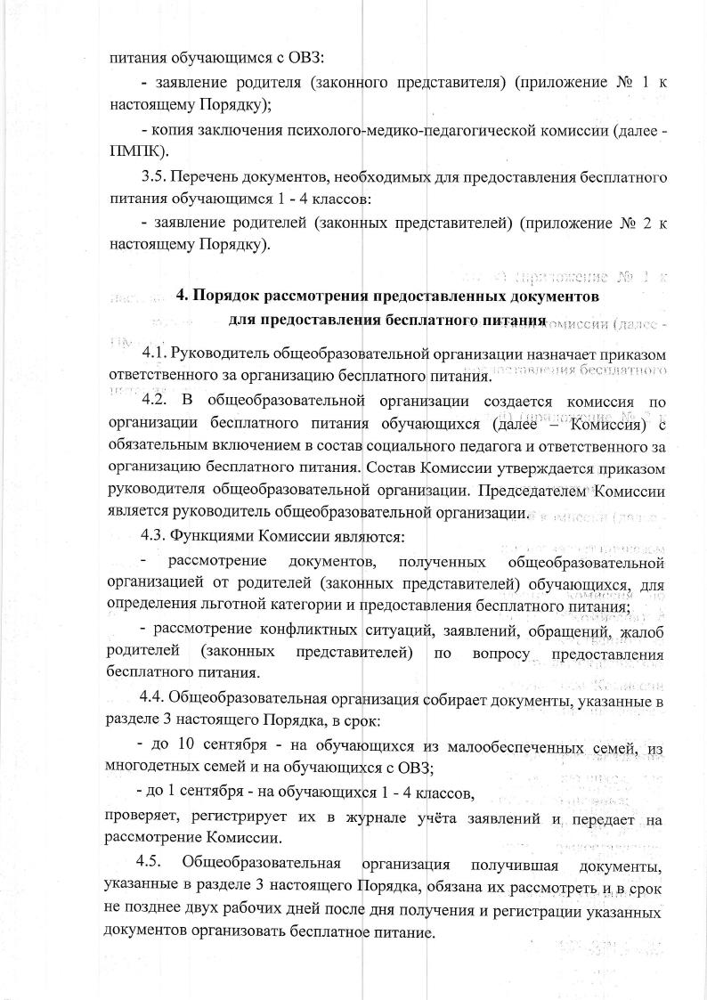 питания обучающимся с ОВЗ:
- заявление родителя (законного представителя) (приложение № 1 к
настоящему Порядку);
- копия заключения психолого-медико-педагогической комиссии (далее -
ПМПК).
3.5. Перечень документов, необходимых для предоставления бесплатного
питания обучающимся 1 - 4 классов:
- заявление родителей (законных представителей) (приложение № 2 к
настоящему Порядку).
4. Порядок рассмотрения предоставленных документов
для предоставления бесплатного питания
4.1. Руководитель общеобразовательной организации назначает приказом
ответственного за организацию бесплатного питания.
4.2. В общеобразовательной организации создается комиссия по
организации бесплатного питания обучающихся (далее – Комиссия) с
обязательным включением в состав социального педагога и ответственного за
организацию бесплатного питания. Состав Комиссии утверждается приказом
руководителя общеобразовательной организации. Председателем Комиссии
является руководитель общеобразовательной организации.
4.3. Функциями Комиссии являются:
- рассмотрение документов, полученных общеобразовательной
организацией от родителей (законных представителей) обучающихся, для
определения льготной категории и предоставления бесплатного питания;
- рассмотрение конфликтных ситуаций, заявлений, обращений, жалоб
родителей (законных представителей) по вопросу предоставления
бесплатного питания.
4.4. Общеобразовательная организация собирает документы, указанные в
разделе 3 настоящего Порядка, в срок:
- до 10 сентября - на обучающихся из малообеспеченных семей, из
многодетных семей и на обучающихся с ОВЗ;
- до 1 сентября - на обучающихся 1 - 4 классов,
проверяет, регистрирует их в журнале учёта заявлений и передает на
рассмотрение Комиссии.
4.5. Общеобразовательная организация получившая документы,
указанные в разделе 3 настоящего Порядка, обязана их рассмотреть и в срок
не позднее двух рабочих дней после дня получения и регистрации указанных
документов организовать бесплатное питание.